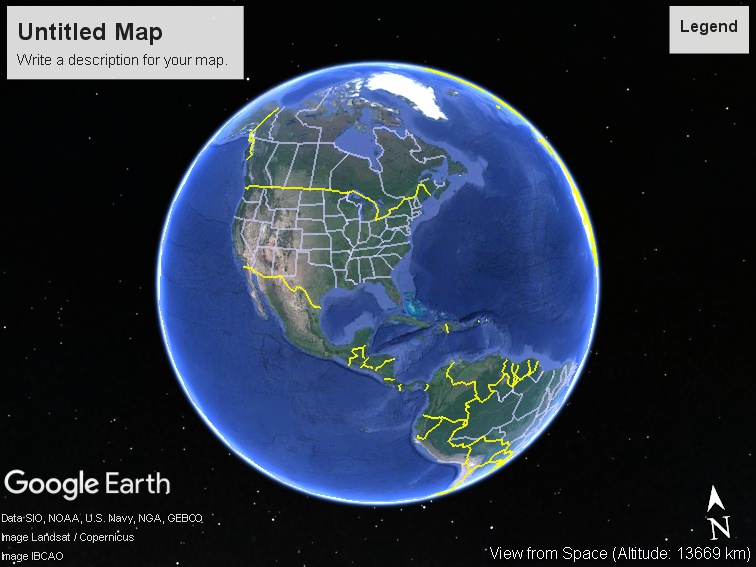 Untitled Map
Write a description for your map.
Legend
Google Earth
Data SIO, NOAA, U.S. Navy, NGA, GEBCO
Image Landsat / Copernicus
Image IBCAO
N
View from Space (Altitude: 13669 km)